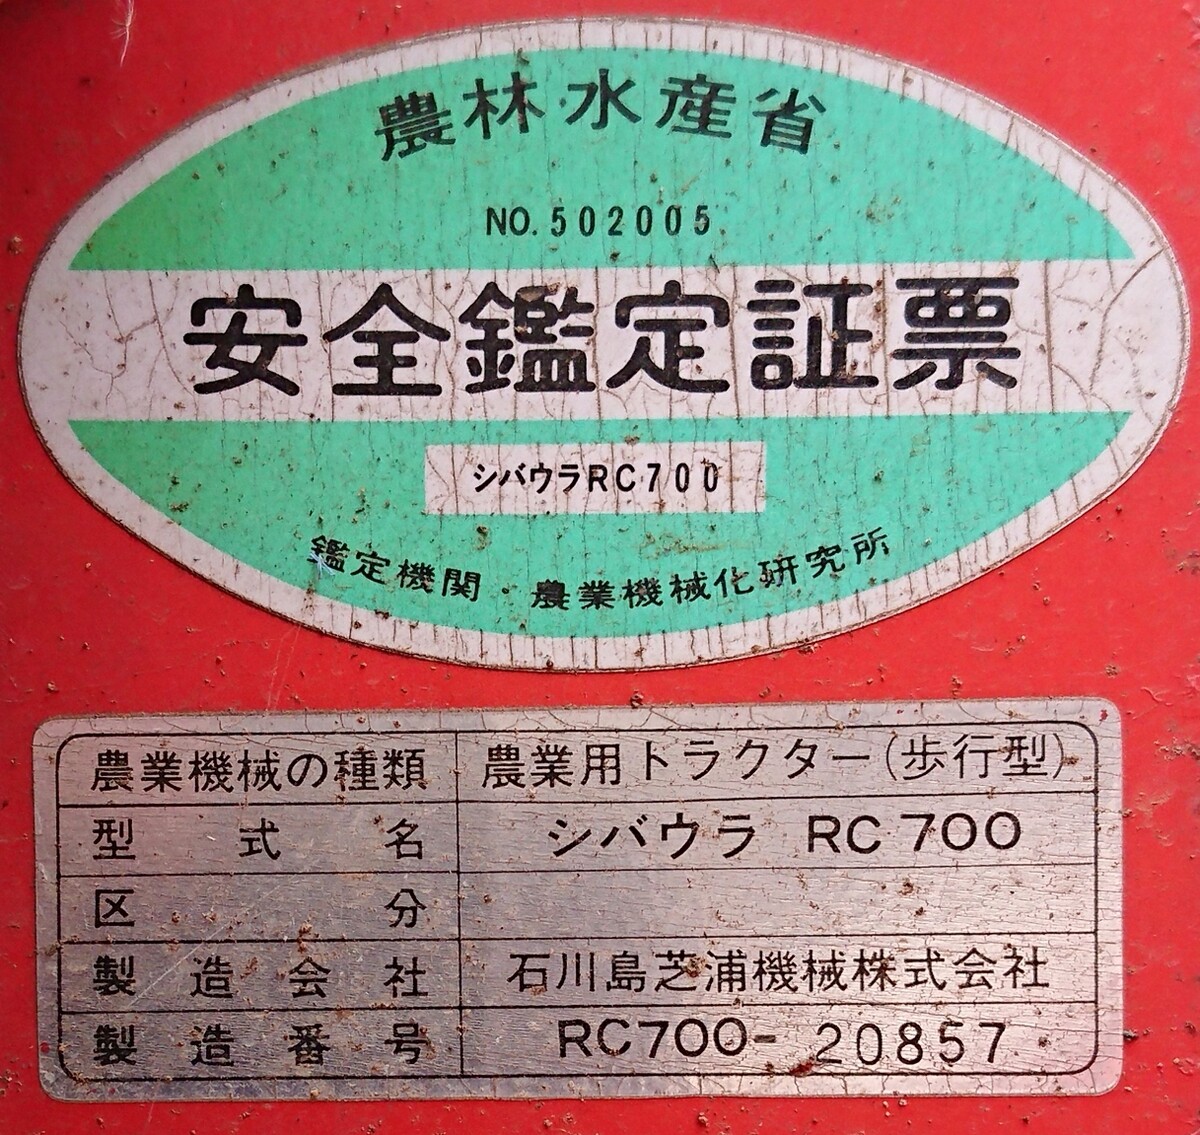 農林水産省
NO.502005
安全鑑定証票
シバウラRC700
鑑定機関・農業機械化研究所
農業機械の種類 農業用トラクター(歩行型)
型式名 シバウラ RC700
区分
製造会社 石川島芝浦機械株式会社
製造番号 RC700-20857